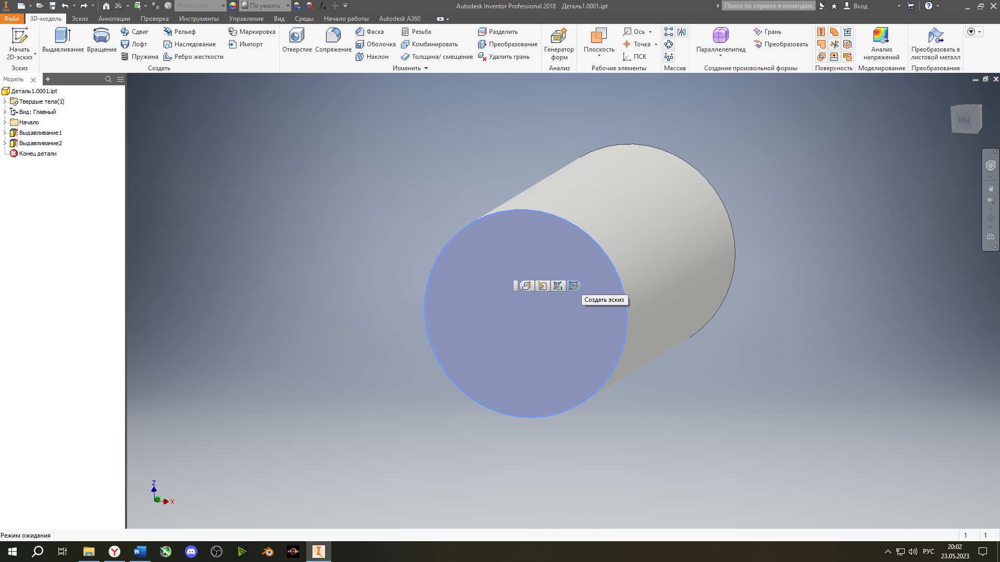 Материал
По умолча
fx
Autodesk Inventor Professional 2018 Деталь1.0001.ipt
Поиск по справке и командам.
Вход
PRO
Файл 3D-модель Эскиз Аннотации Проверка Инструменты Управление Вид Среды Начало работы Autodesk A360
Начать
2D-эскиз
Эскиз
Выдавливание
Вращение
Сдвиг
Лофт
Пружина
Рельеф
Наследование
Ребро жесткости
Маркировка
Импорт
Создать
Отверстие
Сопряжение
Фаска
Оболочка
Наклон
Резьба
Комбинировать
Толщина/ смещение
Разделить
Преобразование
Удалить грань
Изменить
Генератор
форм
Анализ
Плоскость
Ось
Точка
ПСК
Рабочие элементы
Массив
Параллелепипед
Грань
Преобразовать
Создание произвольной формы
Поверхность
Анализ
напряжений
Моделирование
Преобразовать в
листовой металл
Преобразование
Модель
Деталь1.0001.ipt
Твердые тела(1)
Вид: Главный
Начало
Выдавливание1
Выдавливание2
Конец детали
Низ
Создать эскиз
Z
X
Режим ожидания
1 1
РУС
20:02
23.05.2023